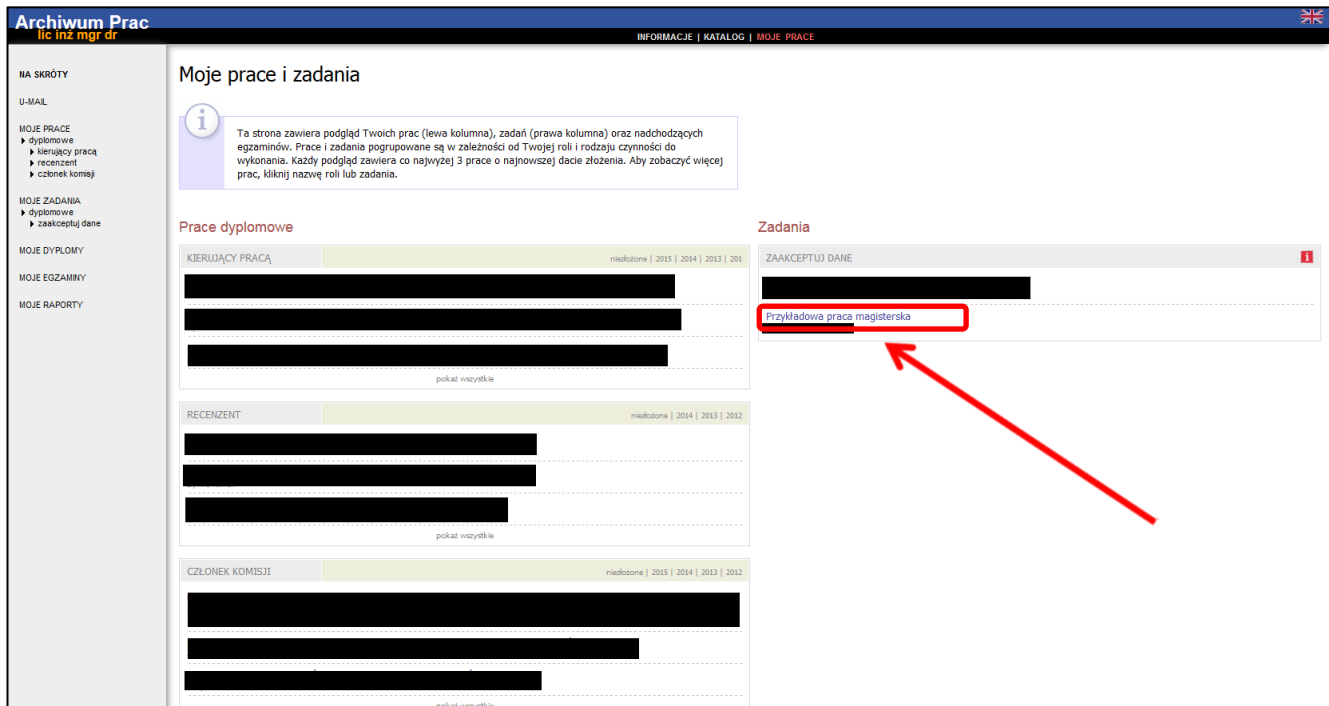 Archiwum Prac
lic inż mgr dr
INFORMACJE | KATALOG | MOJE PRACE
NA SKRÓTY
U-MAIL
MOJE PRACE
dyplomowe
kierujący pracą
recenzent
członek komisji
MOJE ZADANIA
dyplomowe
zaakceptuj dane
MOJE DYPLOMY
MOJE EGZAMINY
MOJE RAPORTY
Moje prace i zadania
i
Ta strona zawiera podgląd Twoich prac (lewa kolumna), zadań (prawa kolumna) oraz nadchodzących
egzaminów. Prace i zadania pogrupowane są w zależności od Twojej roli i rodzaju czynności do
wykonania. Każdy podgląd zawiera co najwyżej 3 prace o najnowszej dacie złożenia. Aby zobaczyć więcej
prac, kliknij nazwę roli lub zadania.
Prace dyplomowe
KIERUJĄCY PRACĄ niezłożone | 2015 | 2014 | 2013 | 201
pokaż wszystkie
RECENZENT niezłożone | 2014 | 2013 | 2012
pokaż wszystkie
CZŁONEK KOMISJI niezłożone | 2015 | 2014 | 2013 | 2012
pokaż wszystkie
Zadania
ZAAKCEPTUJ DANE i
Przykładowa praca magisterska